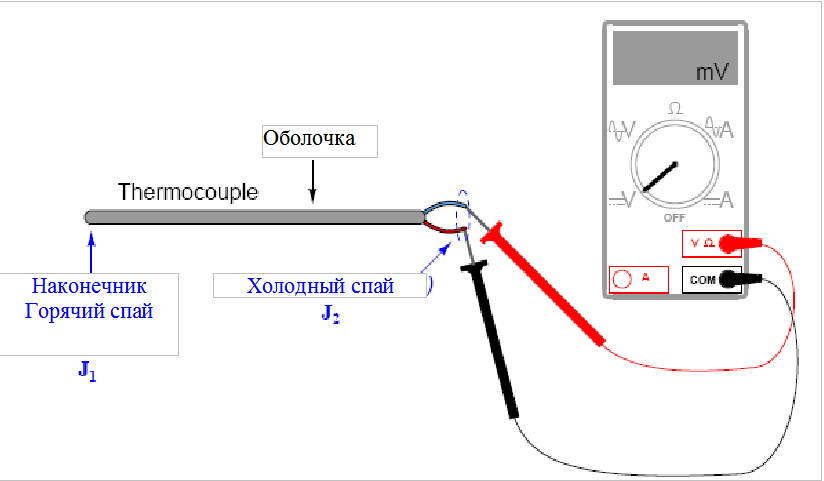 mV
Ω
V
A
V
A
OFF
V Ω
A
COM
Оболочка
Thermocouple
Наконечник
Горячий спай
J1
Холодный спай )
J2